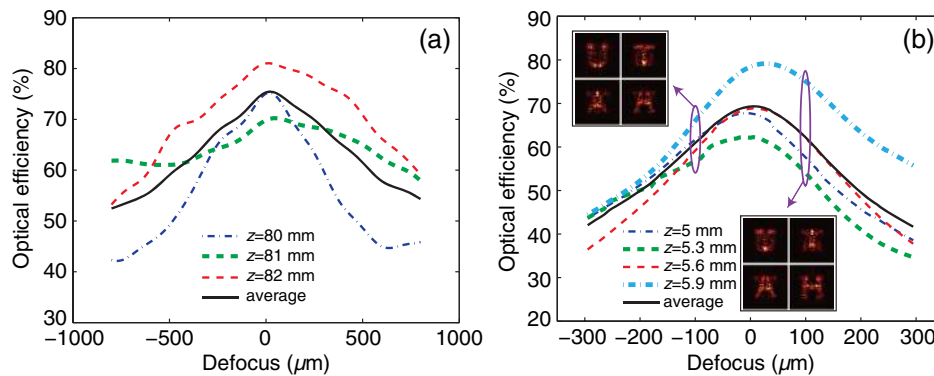 (a)
Optical efficiency (%)
90
80
70
60
50
40
30
z=80 mm
z=81 mm
z=82 mm
average
−1000 −500 0 500 1000
Defocus (μm)
(b)
Optical efficiency (%)
90
80
70
60
50
40
30
20
z=5 mm
z=5.3 mm
z=5.6 mm
z=5.9 mm
average
−300 −200 −100 0 100 200 300
Defocus (μm)